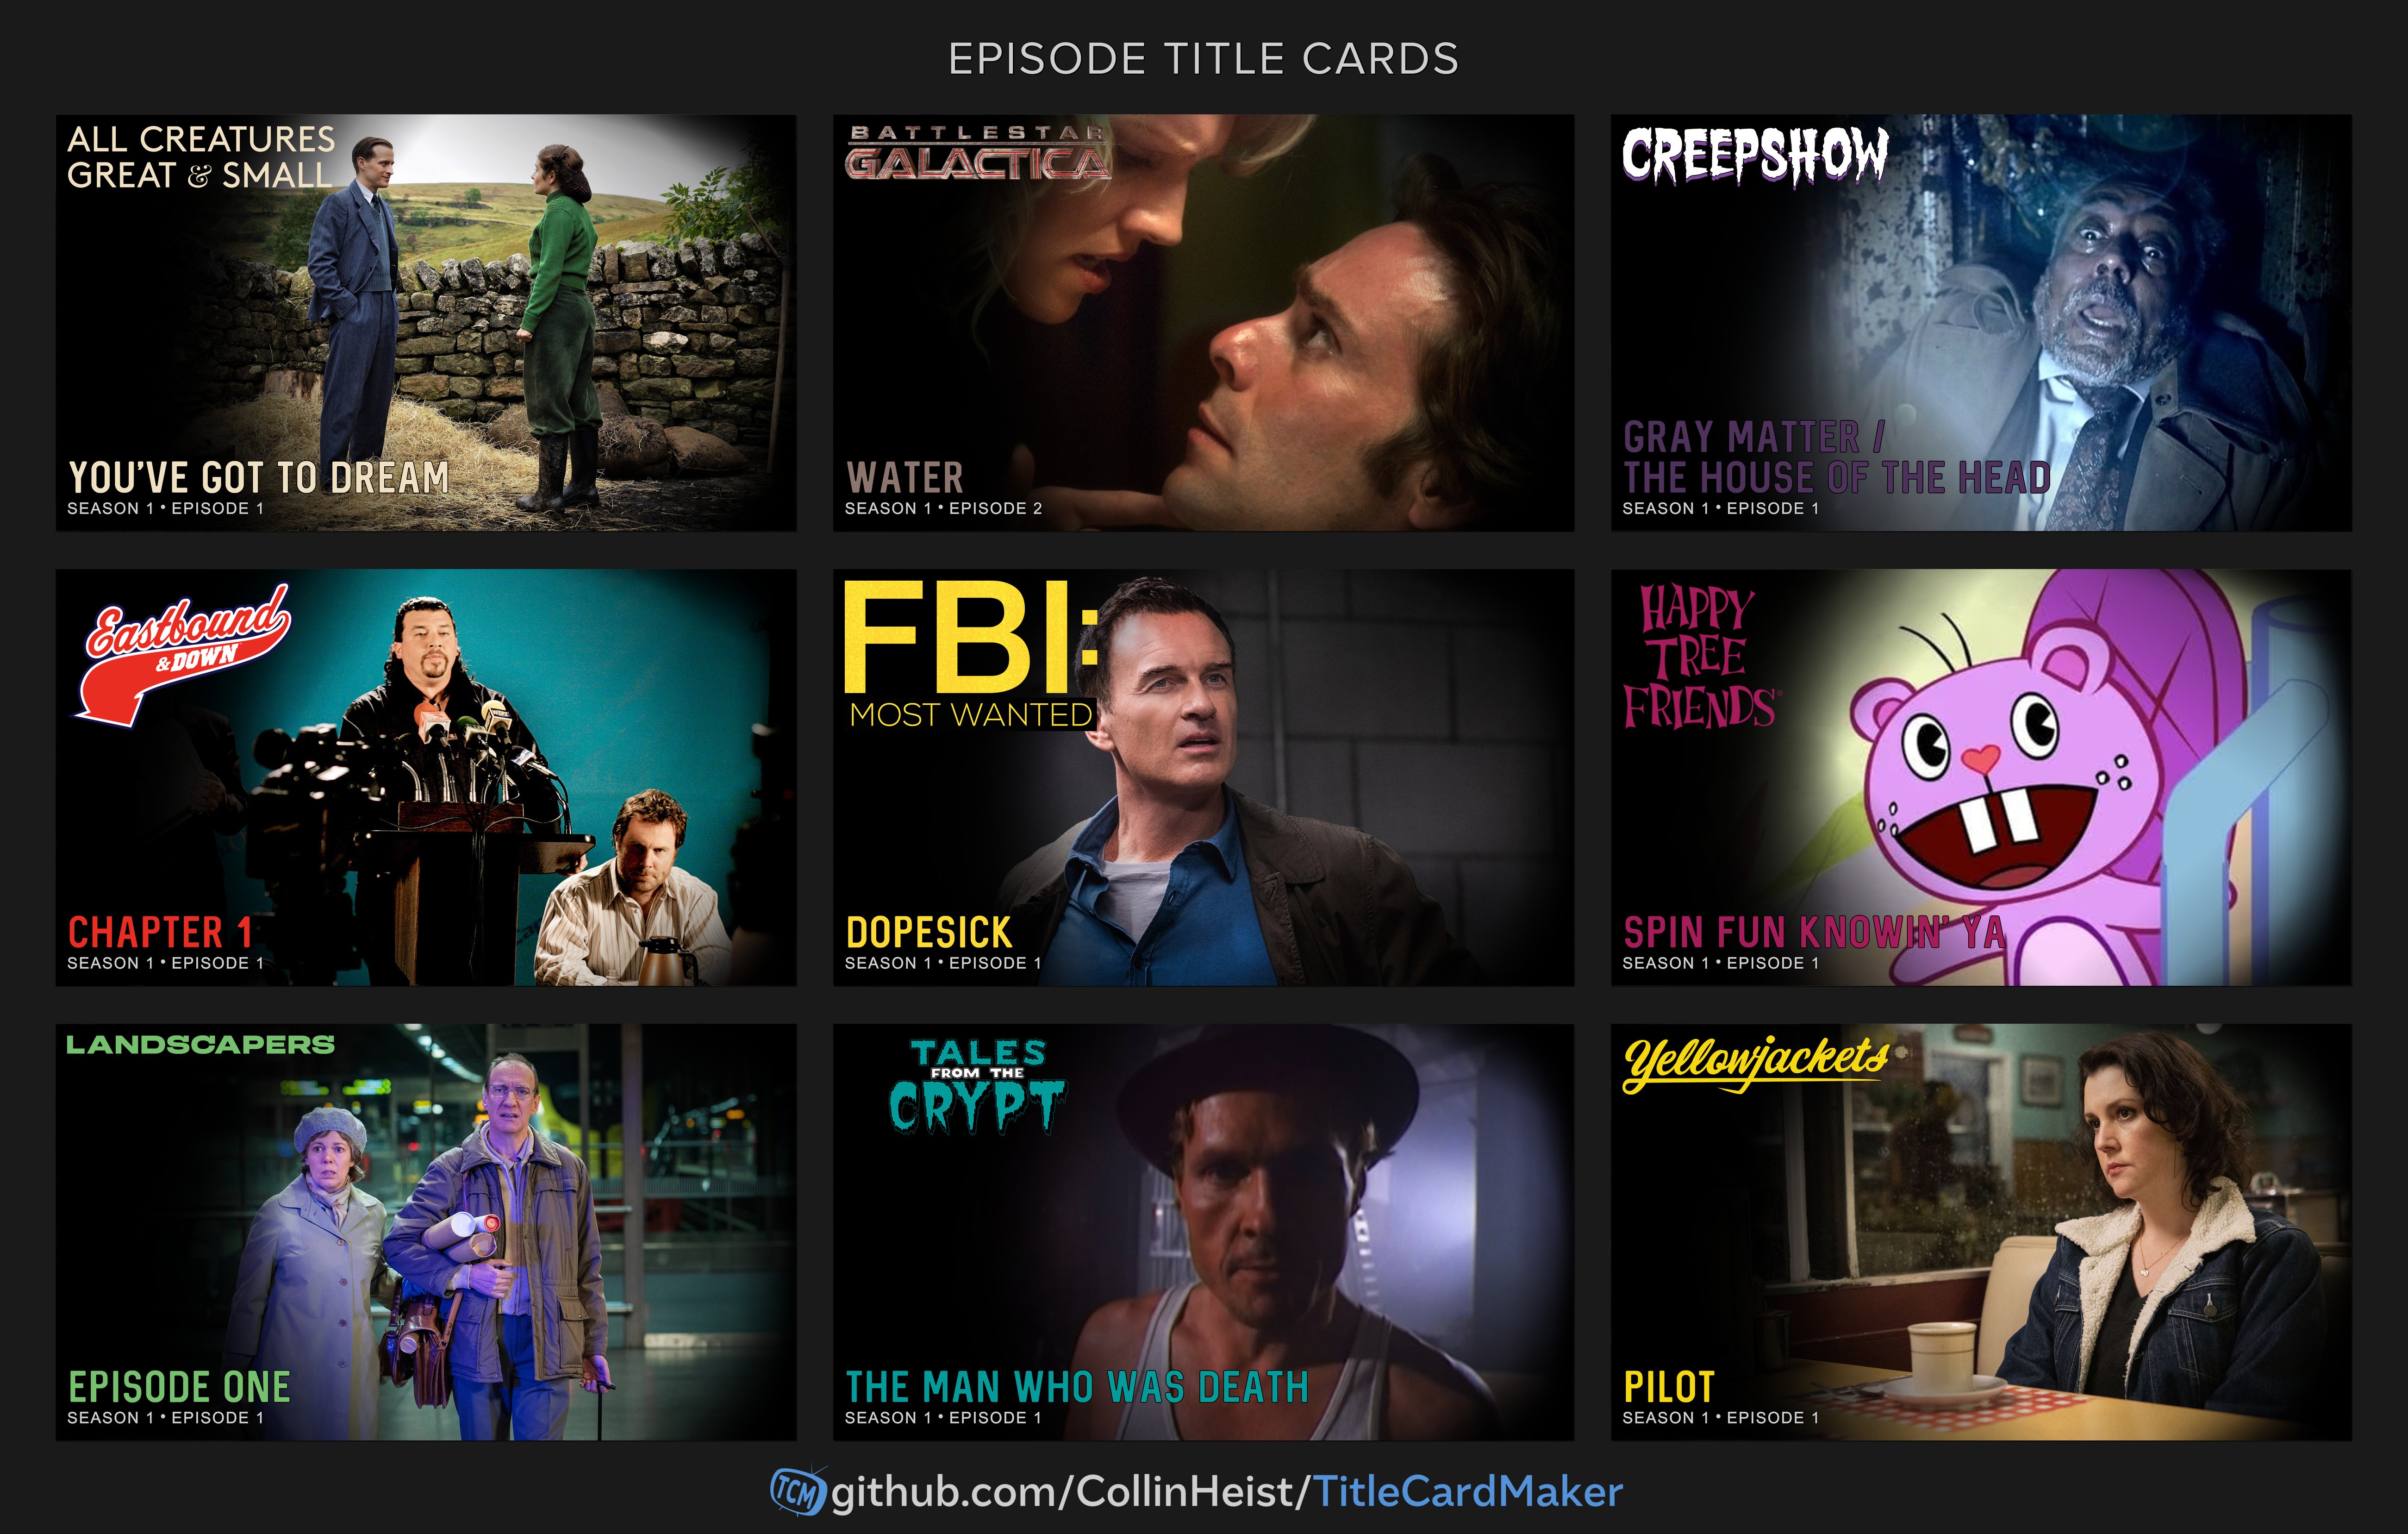 EPISODE TITLE CARDS
ALL CREATURES
GREAT & SMALL
YOU'VE GOT TO DREAM
SEASON 1 • EPISODE 1
BATTLESTAR
GALACTICA
WATER
SEASON 1 • EPISODE 2
CREEPSHOW
GRAY MATTER /
THE HOUSE OF THE HEAD
SEASON 1 • EPISODE 1
Eastbound
& DOWN
CHAPTER 1
SEASON 1 • EPISODE 1
FBI:
MOST WANTED
DOPESICK
SEASON 1 • EPISODE 1
HAPPY
TREE
FRIENDS®
SPIN FUN KNOWIN' YA
SEASON 1 • EPISODE 1
LANDSCAPERS
EPISODE ONE
SEASON 1 • EPISODE 1
TALES
FROM THE
CRYPT
THE MAN WHO WAS DEATH
SEASON 1 • EPISODE 1
Yellowjackets
PILOT
SEASON 1 • EPISODE 1
TCM github.com/CollinHeist/TitleCardMaker